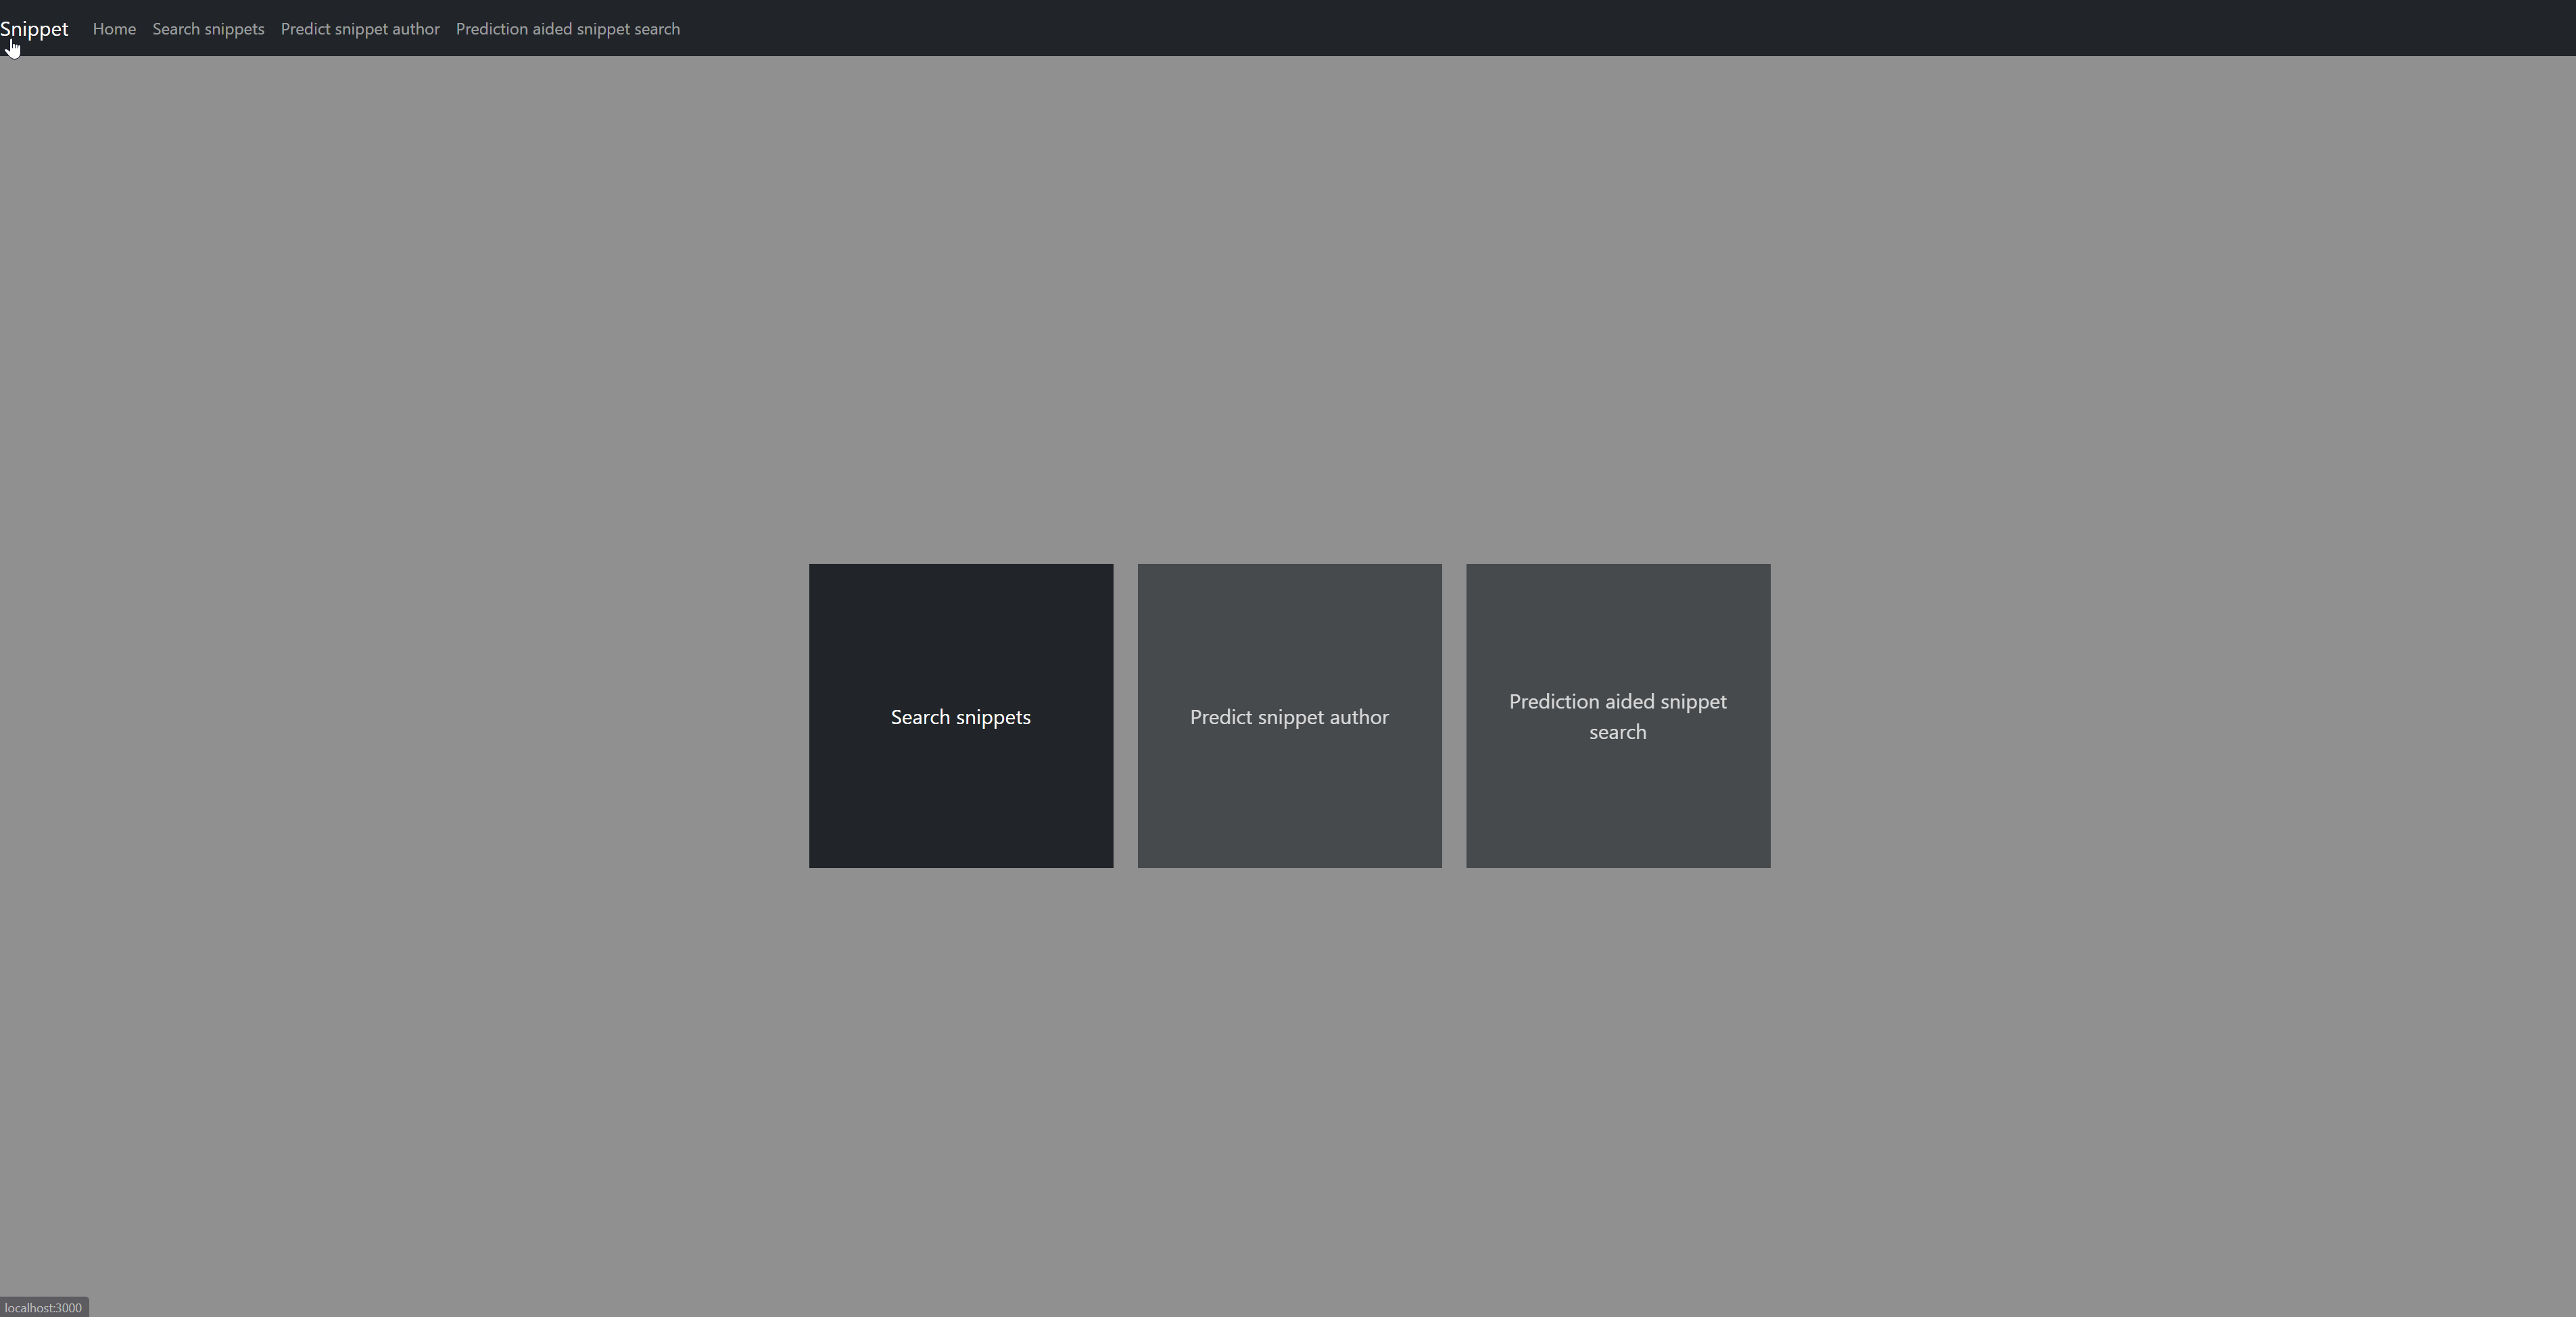 Snippet Home Search snippets Predict snippet author Prediction aided snippet search
Search snippets
Predict snippet author
Prediction aided snippet
search
localhost:3000